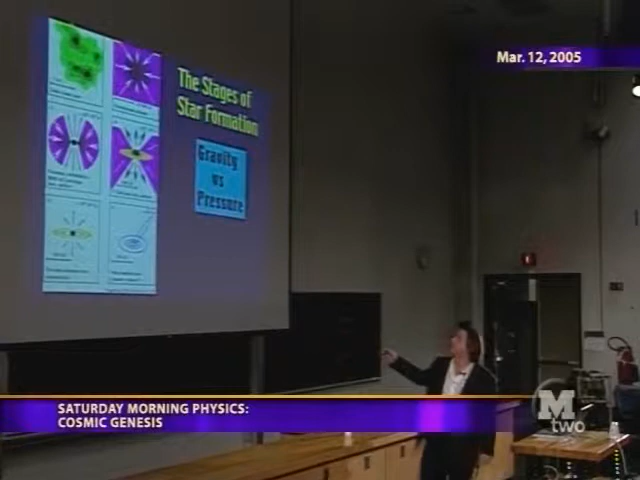 Mar. 12, 2005
The Stages of
Star Formation
Gravity
vs
Pressure
SATURDAY MORNING PHYSICS:
COSMIC GENESIS
M
two